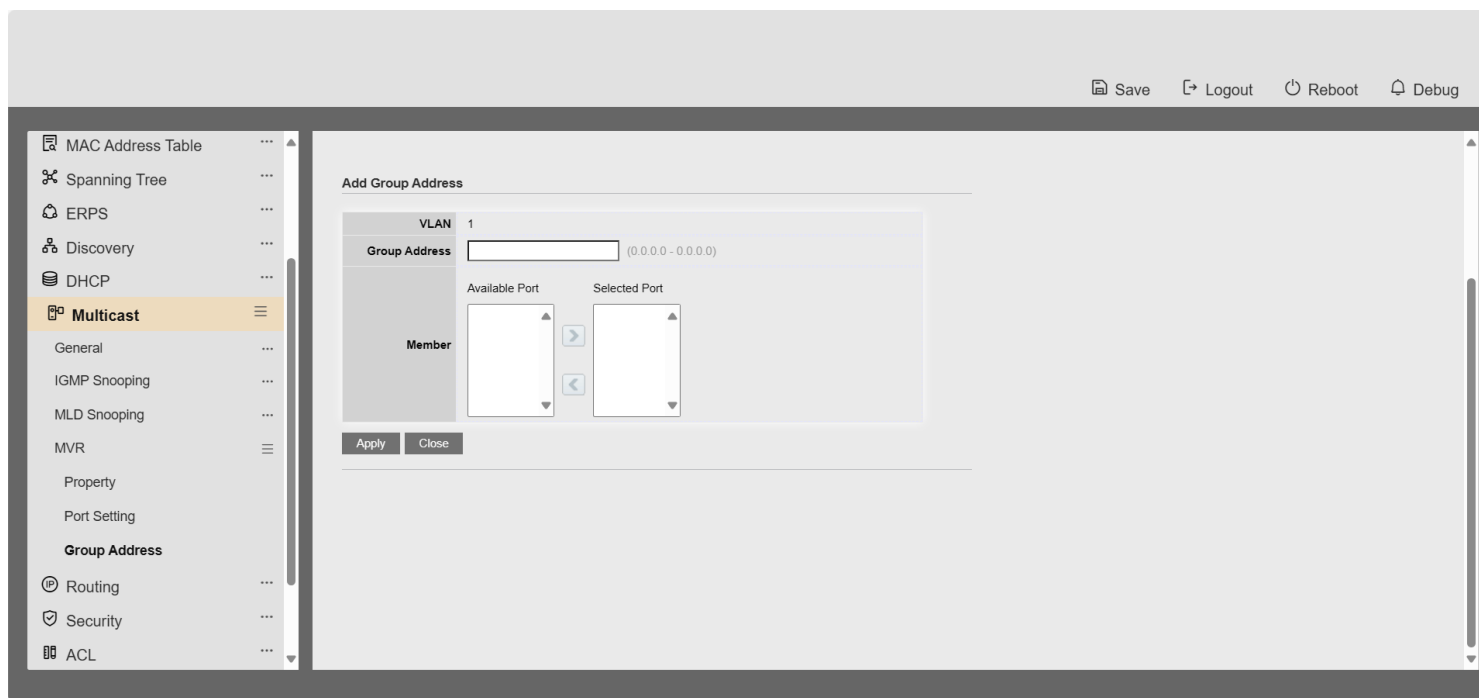 Save Logout Reboot Debug
MAC Address Table
Spanning Tree
ERPS
Discovery
DHCP
Multicast
General
IGMP Snooping
MLD Snooping
MVR
Property
Port Setting
Group Address
Routing
Security
ACL
Add Group Address
VLAN 1
Group Address (0.0.0.0 - 0.0.0.0)
Available Port Selected Port
Member
Apply Close